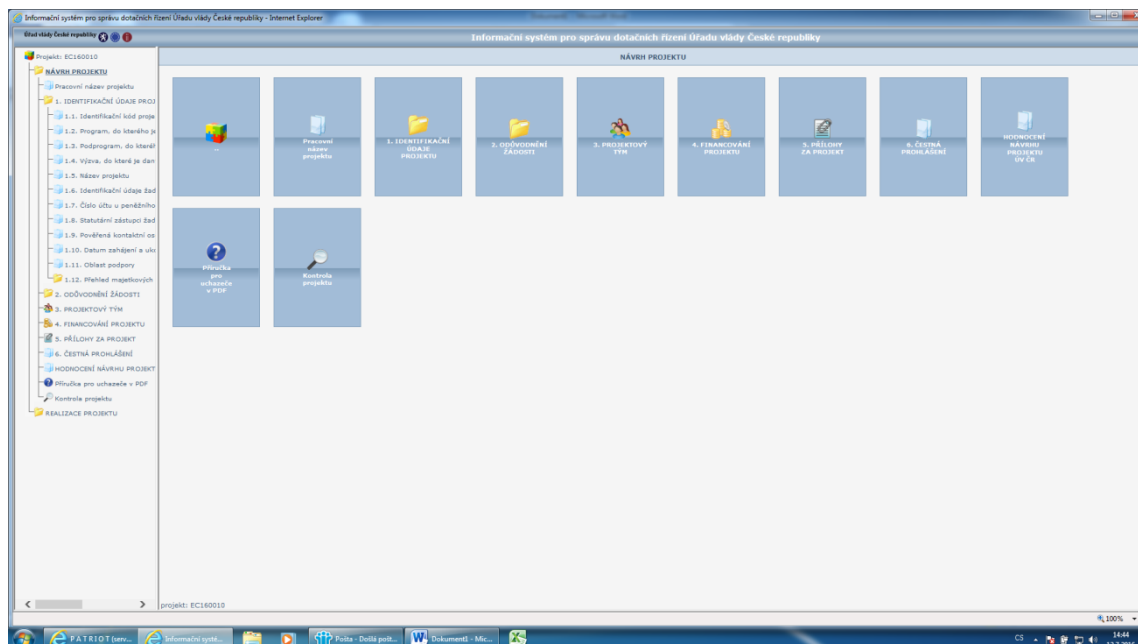 Informační systém pro správu dotačních řízení Úřadu vlády České republiky - Internet Explorer
Úřad vlády České republiky
Informační systém pro správu dotačních řízení Úřadu vlády České republiky
Projekt: EC160010
NÁVRH PROJEKTU
Pracovní název projektu
1. IDENTIFIKAČNÍ ÚDAJE PROJ
1.1. Identifikační kód proje
1.2. Program, do kterého je
1.3. Podprogram, do kteréh
1.4. Výzva, do které je dan
1.5. Název projektu
1.6. Identifikační údaje žad
1.7. Číslo účtu u peněžního
1.8. Statutární zástupci žad
1.9. Pověřená kontaktní os
1.10. Datum zahájení a uko
1.11. Oblast podpory
1.12. Přehled majetkových
2. ODŮVODNĚNÍ ŽÁDOSTI
3. PROJEKTOVÝ TÝM
4. FINANCOVÁNÍ PROJEKTU
5. PŘÍLOHY ZA PROJEKT
6. ČESTNÁ PROHLÁŠENÍ
HODNOCENÍ NÁVRHU PROJEKT
Příručka pro uchazeče v PDF
Kontrola projektu
REALIZACE PROJEKTU
NÁVRH PROJEKTU
..
Pracovní
název
projektu
1. IDENTIFIKAČNÍ
ÚDAJE
PROJEKTU
2. ODŮVODNĚNÍ
ŽÁDOSTI
3. PROJEKTOVÝ
TÝM
4. FINANCOVÁNÍ
PROJEKTU
5. PŘÍLOHY
ZA PROJEKT
6. ČESTNÁ
PROHLÁŠENÍ
HODNOCENÍ
NÁVRHU
PROJEKTU
ÚV ČR
Příručka
pro
uchazeče
v PDF
Kontrola
projektu
projekt: EC160010
100%
P A T R I O T (serv...
Informační systé...
Pošta - Došlá pošt...
Dokument1 - Mic...
CS
14:44